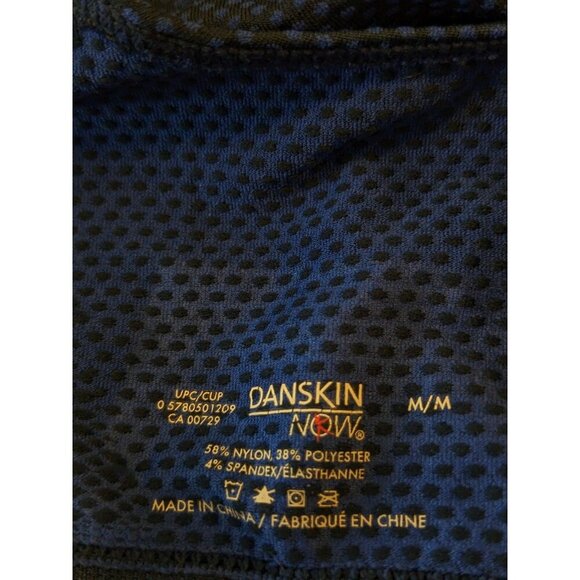 UPC/CUP
0 5780501209
CA 00729
DANSKIN
NOW®
M/M
58% NYLON, 38% POLYESTER
4% SPANDEX/ÉLASTHANNE
MADE IN CHINA / FABRIQUÉ EN CHINE